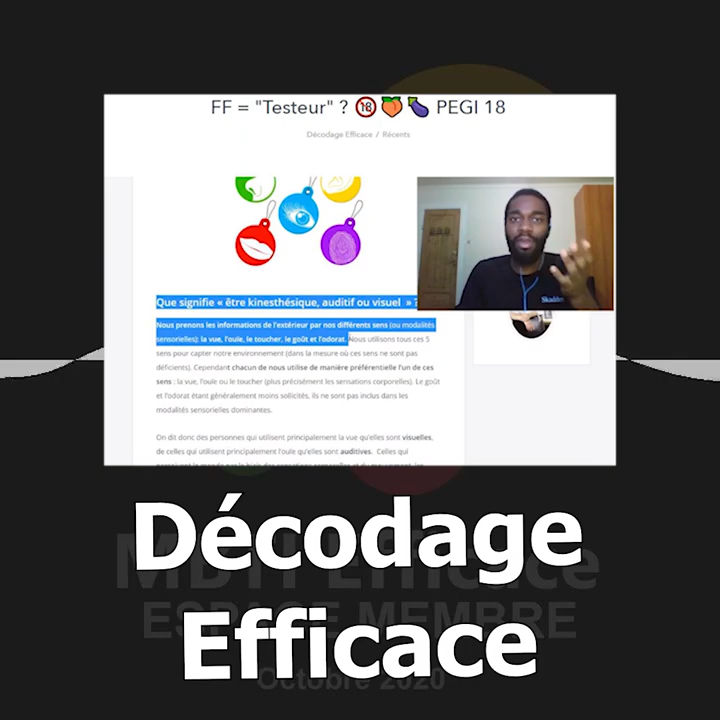 FF = "Testeur" ? 🔞🍑🍆 PEGI 18
Décodage Efficace / Récents
Que signifie « être kinesthésique, auditif ou visuel » ?
Nous prenons les informations de l'extérieur par nos différents sens (ou modalités
sensorielles): la vue, l'ouïe, le toucher, le goût et l'odorat. Nous utilisons tous ces 5
sens pour capter notre environnement (dans la mesure où ces sens ne sont pas
déficients). Cependant chacun de nous utilise de manière préférentielle l'un de ces
sens : la vue, l'ouïe ou le toucher (plus précisément les sensations corporelles). Le goût
et l'odorat étant généralement moins sollicités, ils ne sont pas inclus dans les
modalités sensorielles dominantes.
On dit donc des personnes qui utilisent principalement la vue qu'elles sont visuelles,
de celles qui utilisent principalement l'ouïe qu'elles sont auditives. Celles qui
Décodage
Efficace
MBTI Efficace
ESPACE MEMBRE
Octobre 2020